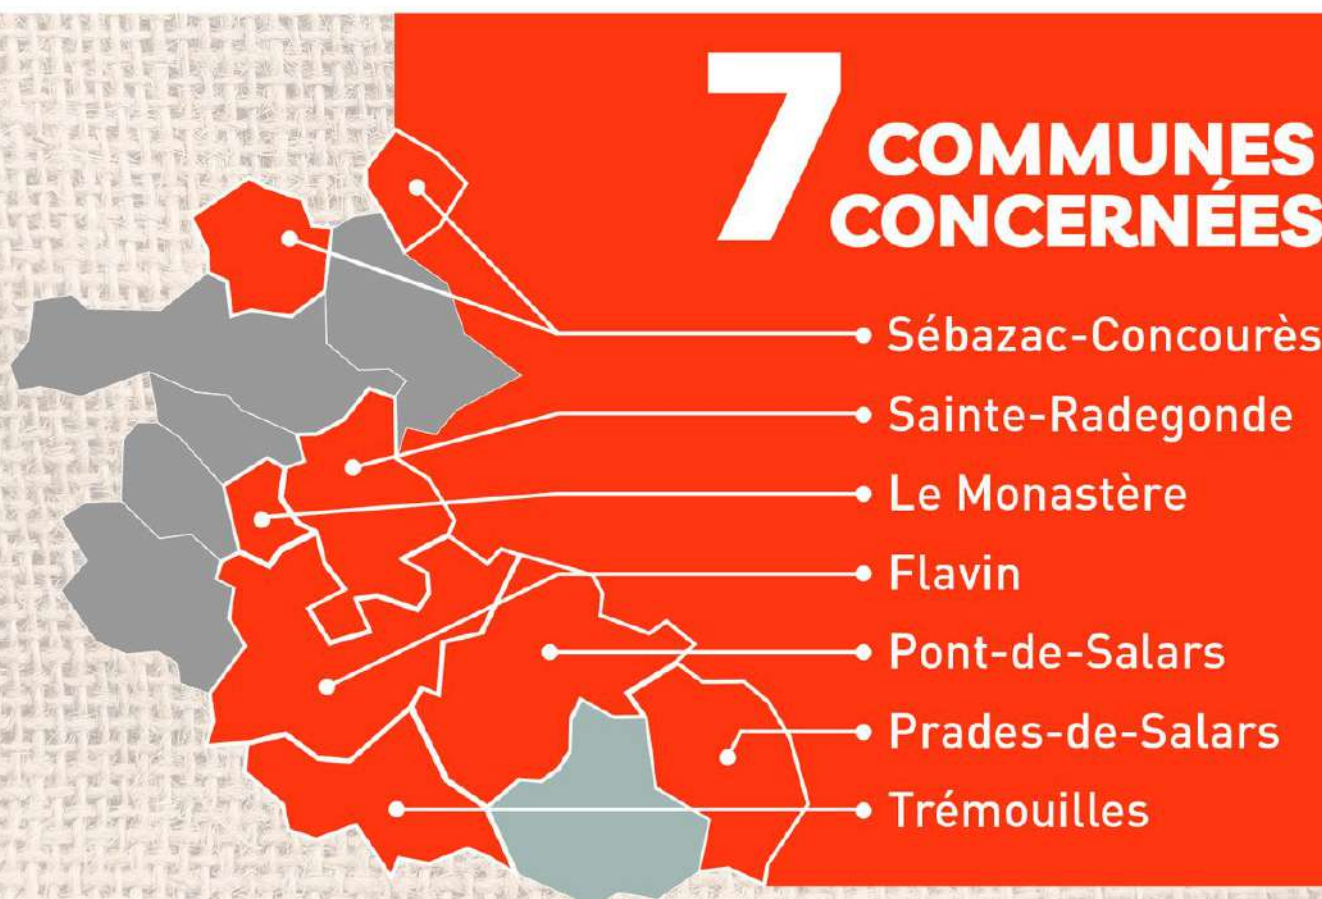 7 COMMUNES
CONCERNÉES
Sébazac-Concourès
Sainte-Radegonde
Le Monastère
Flavin
Pont-de-Salars
Prades-de-Salars
Trémouilles